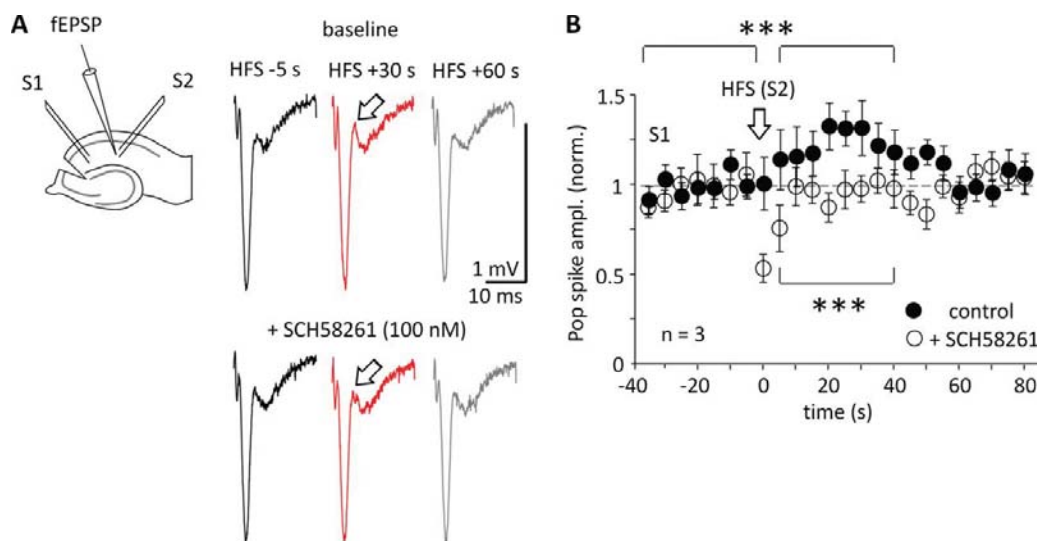 A
fEPSP
S1
S2
baseline
HFS -5 s
HFS +30 s
HFS +60 s
1 mV
10 ms
+ SCH58261 (100 nM)
B
***
HFS (S2)
S1
1.5
1
0.5
0
Pop spike ampl. (norm.)
***
control
+ SCH58261
n = 3
-40
-20
0
20
40
60
80
time (s)